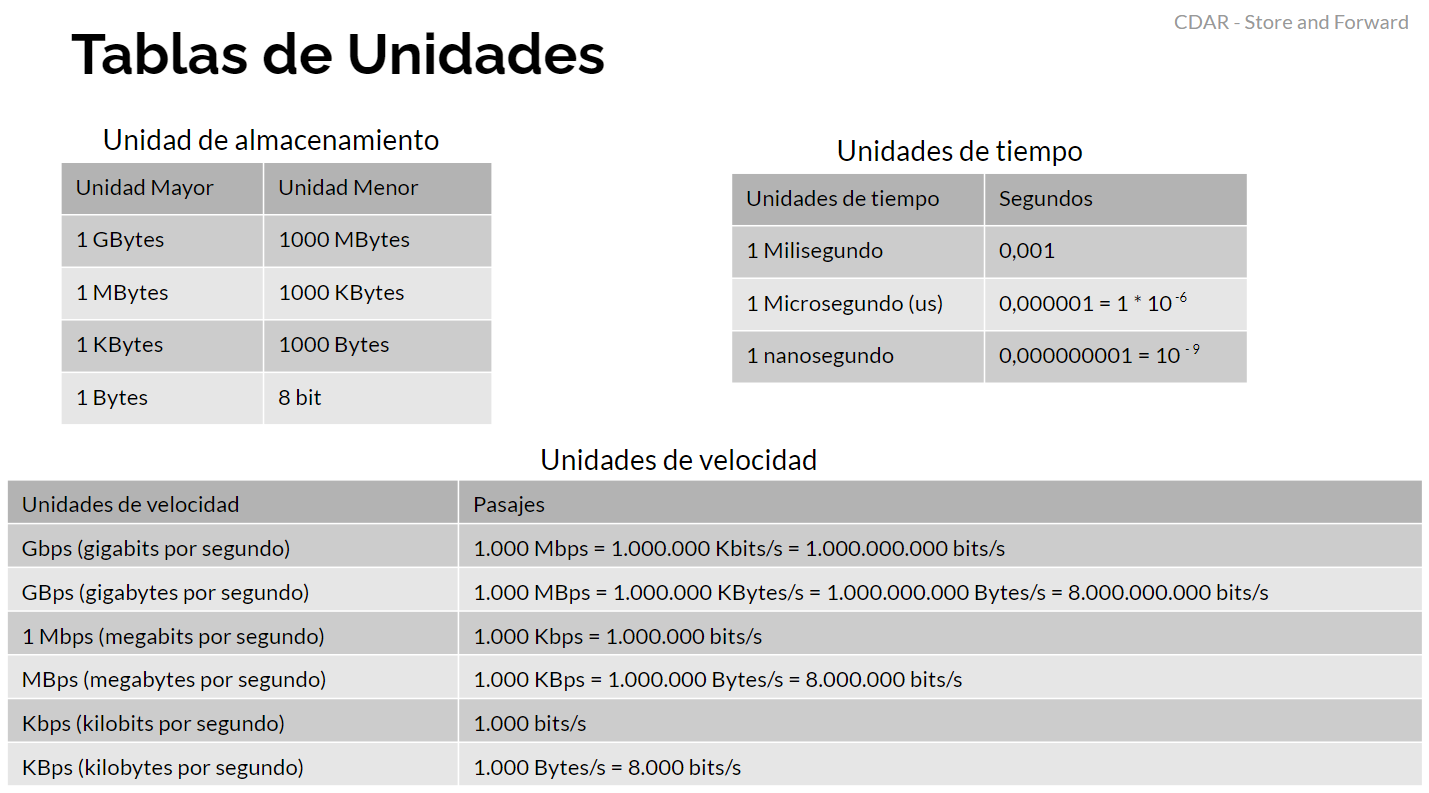 CDAR - Store and Forward
Tablas de Unidades
Unidad de almacenamiento
Unidad Mayor Unidad Menor
1 GBytes 1000 MBytes
1 MBytes 1000 KBytes
1 KBytes 1000 Bytes
1 Bytes 8 bit
Unidades de tiempo
Unidades de tiempo Segundos
1 Milisegundo 0,001
1 Microsegundo (us) 0,000001 = 1 * 10 -6
1 nanosegundo 0,000000001 = 10 - 9
Unidades de velocidad
Unidades de velocidad Pasajes
Gbps (gigabits por segundo) 1.000 Mbps = 1.000.000 Kbits/s = 1.000.000.000 bits/s
GBps (gigabytes por segundo) 1.000 MBps = 1.000.000 KBytes/s = 1.000.000.000 Bytes/s = 8.000.000.000 bits/s
1 Mbps (megabits por segundo) 1.000 Kbps = 1.000.000 bits/s
MBps (megabytes por segundo) 1.000 KBps = 1.000.000 Bytes/s = 8.000.000 bits/s
Kbps (kilobits por segundo) 1.000 bits/s
KBps (kilobytes por segundo) 1.000 Bytes/s = 8.000 bits/s